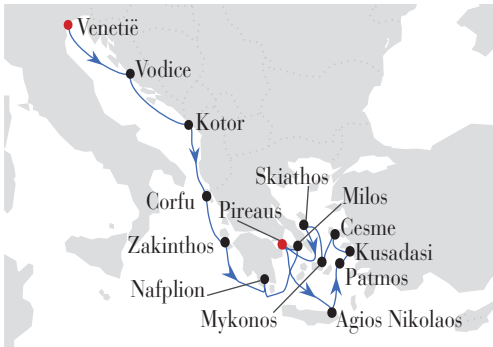 Venetië
Vodice
Kotor
Skiathos
Milos
Corfu
Pireaus
Cesme
Zakinthos
Kusadasi
Patmos
Nafplion
Mykonos
Agios Nikolaos